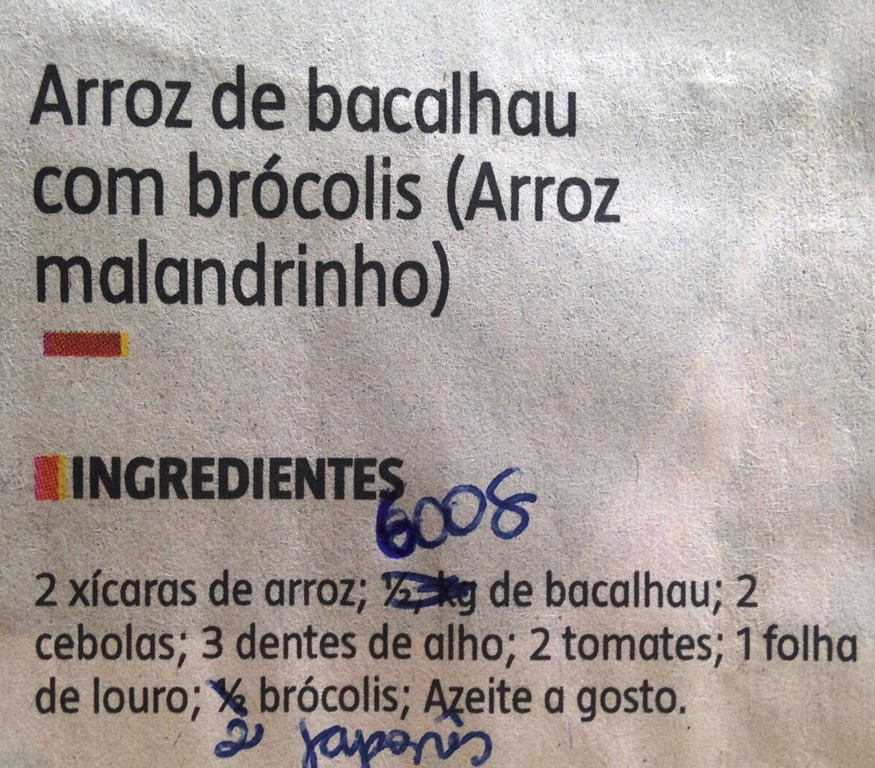 Arroz de bacalhau
com brócolis (Arroz
malandrinho)
INGREDIENTES
600g
2 xícaras de arroz; ½ kg de bacalhau; 2
cebolas; 3 dentes de alho; 2 tomates; 1 folha
de louro; ½ brócolis; Azeite a gosto.
2 japonês